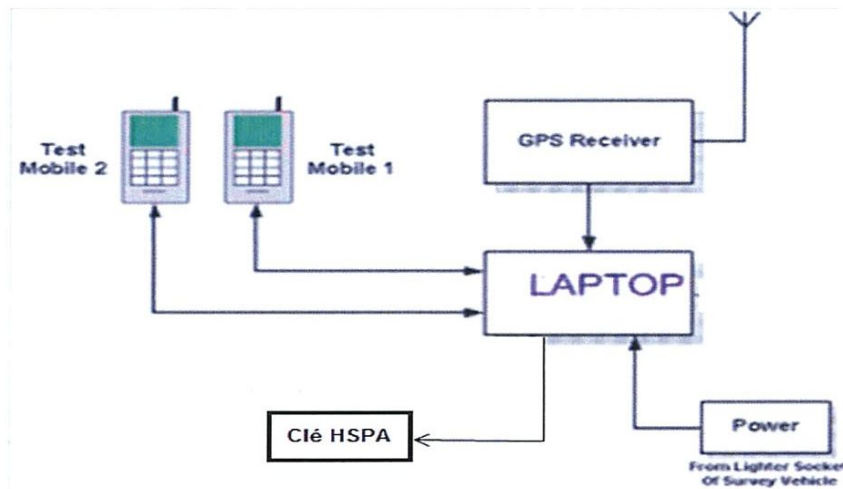 GPS Receiver
Test
Mobile 2
Test
Mobile 1
LAPTOP
Clé HSPA
Power
From Lighter Socket
Of Survey Vehicle